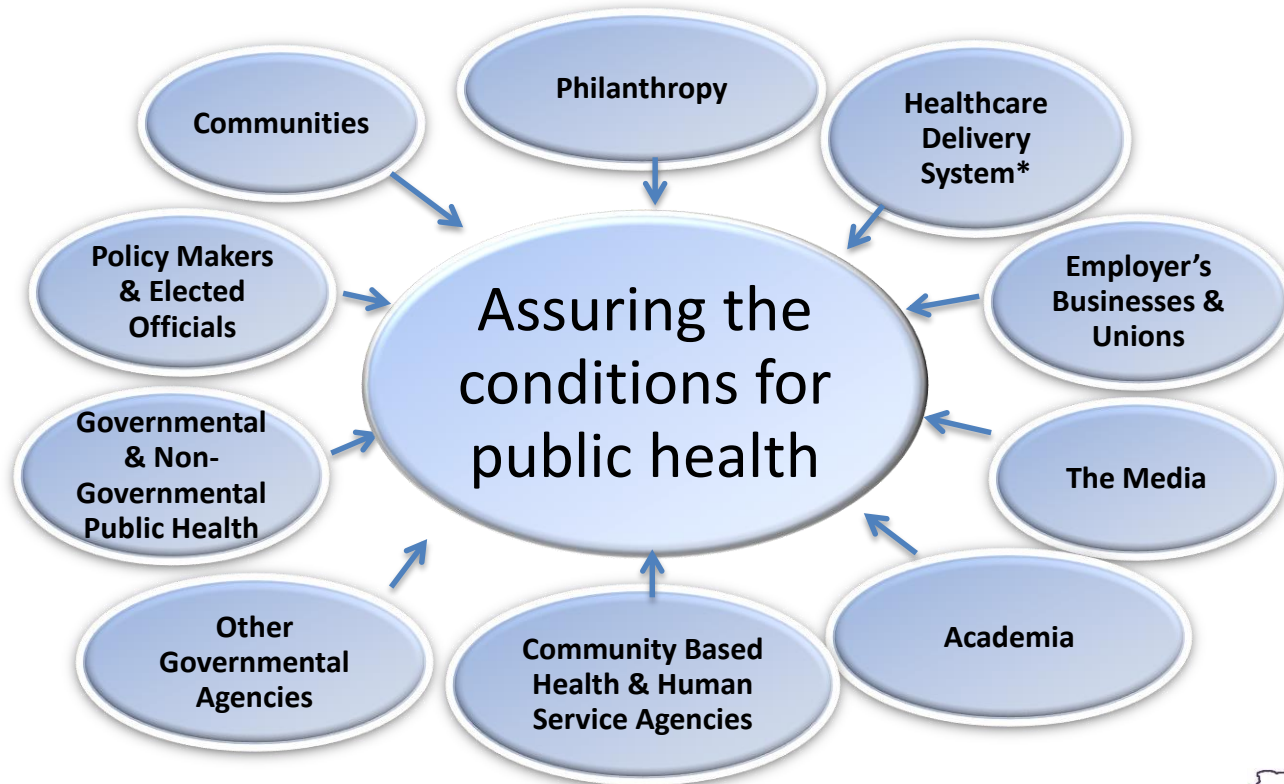 Philanthropy
Communities
Healthcare
Delivery
System*
Policy Makers
& Elected
Officials
Employer’s
Businesses &
Unions
Assuring the
conditions for
public health
Governmental
& Non-
Governmental
Public Health
The Media
Other
Governmental
Agencies
Community Based
Health & Human
Service Agencies
Academia